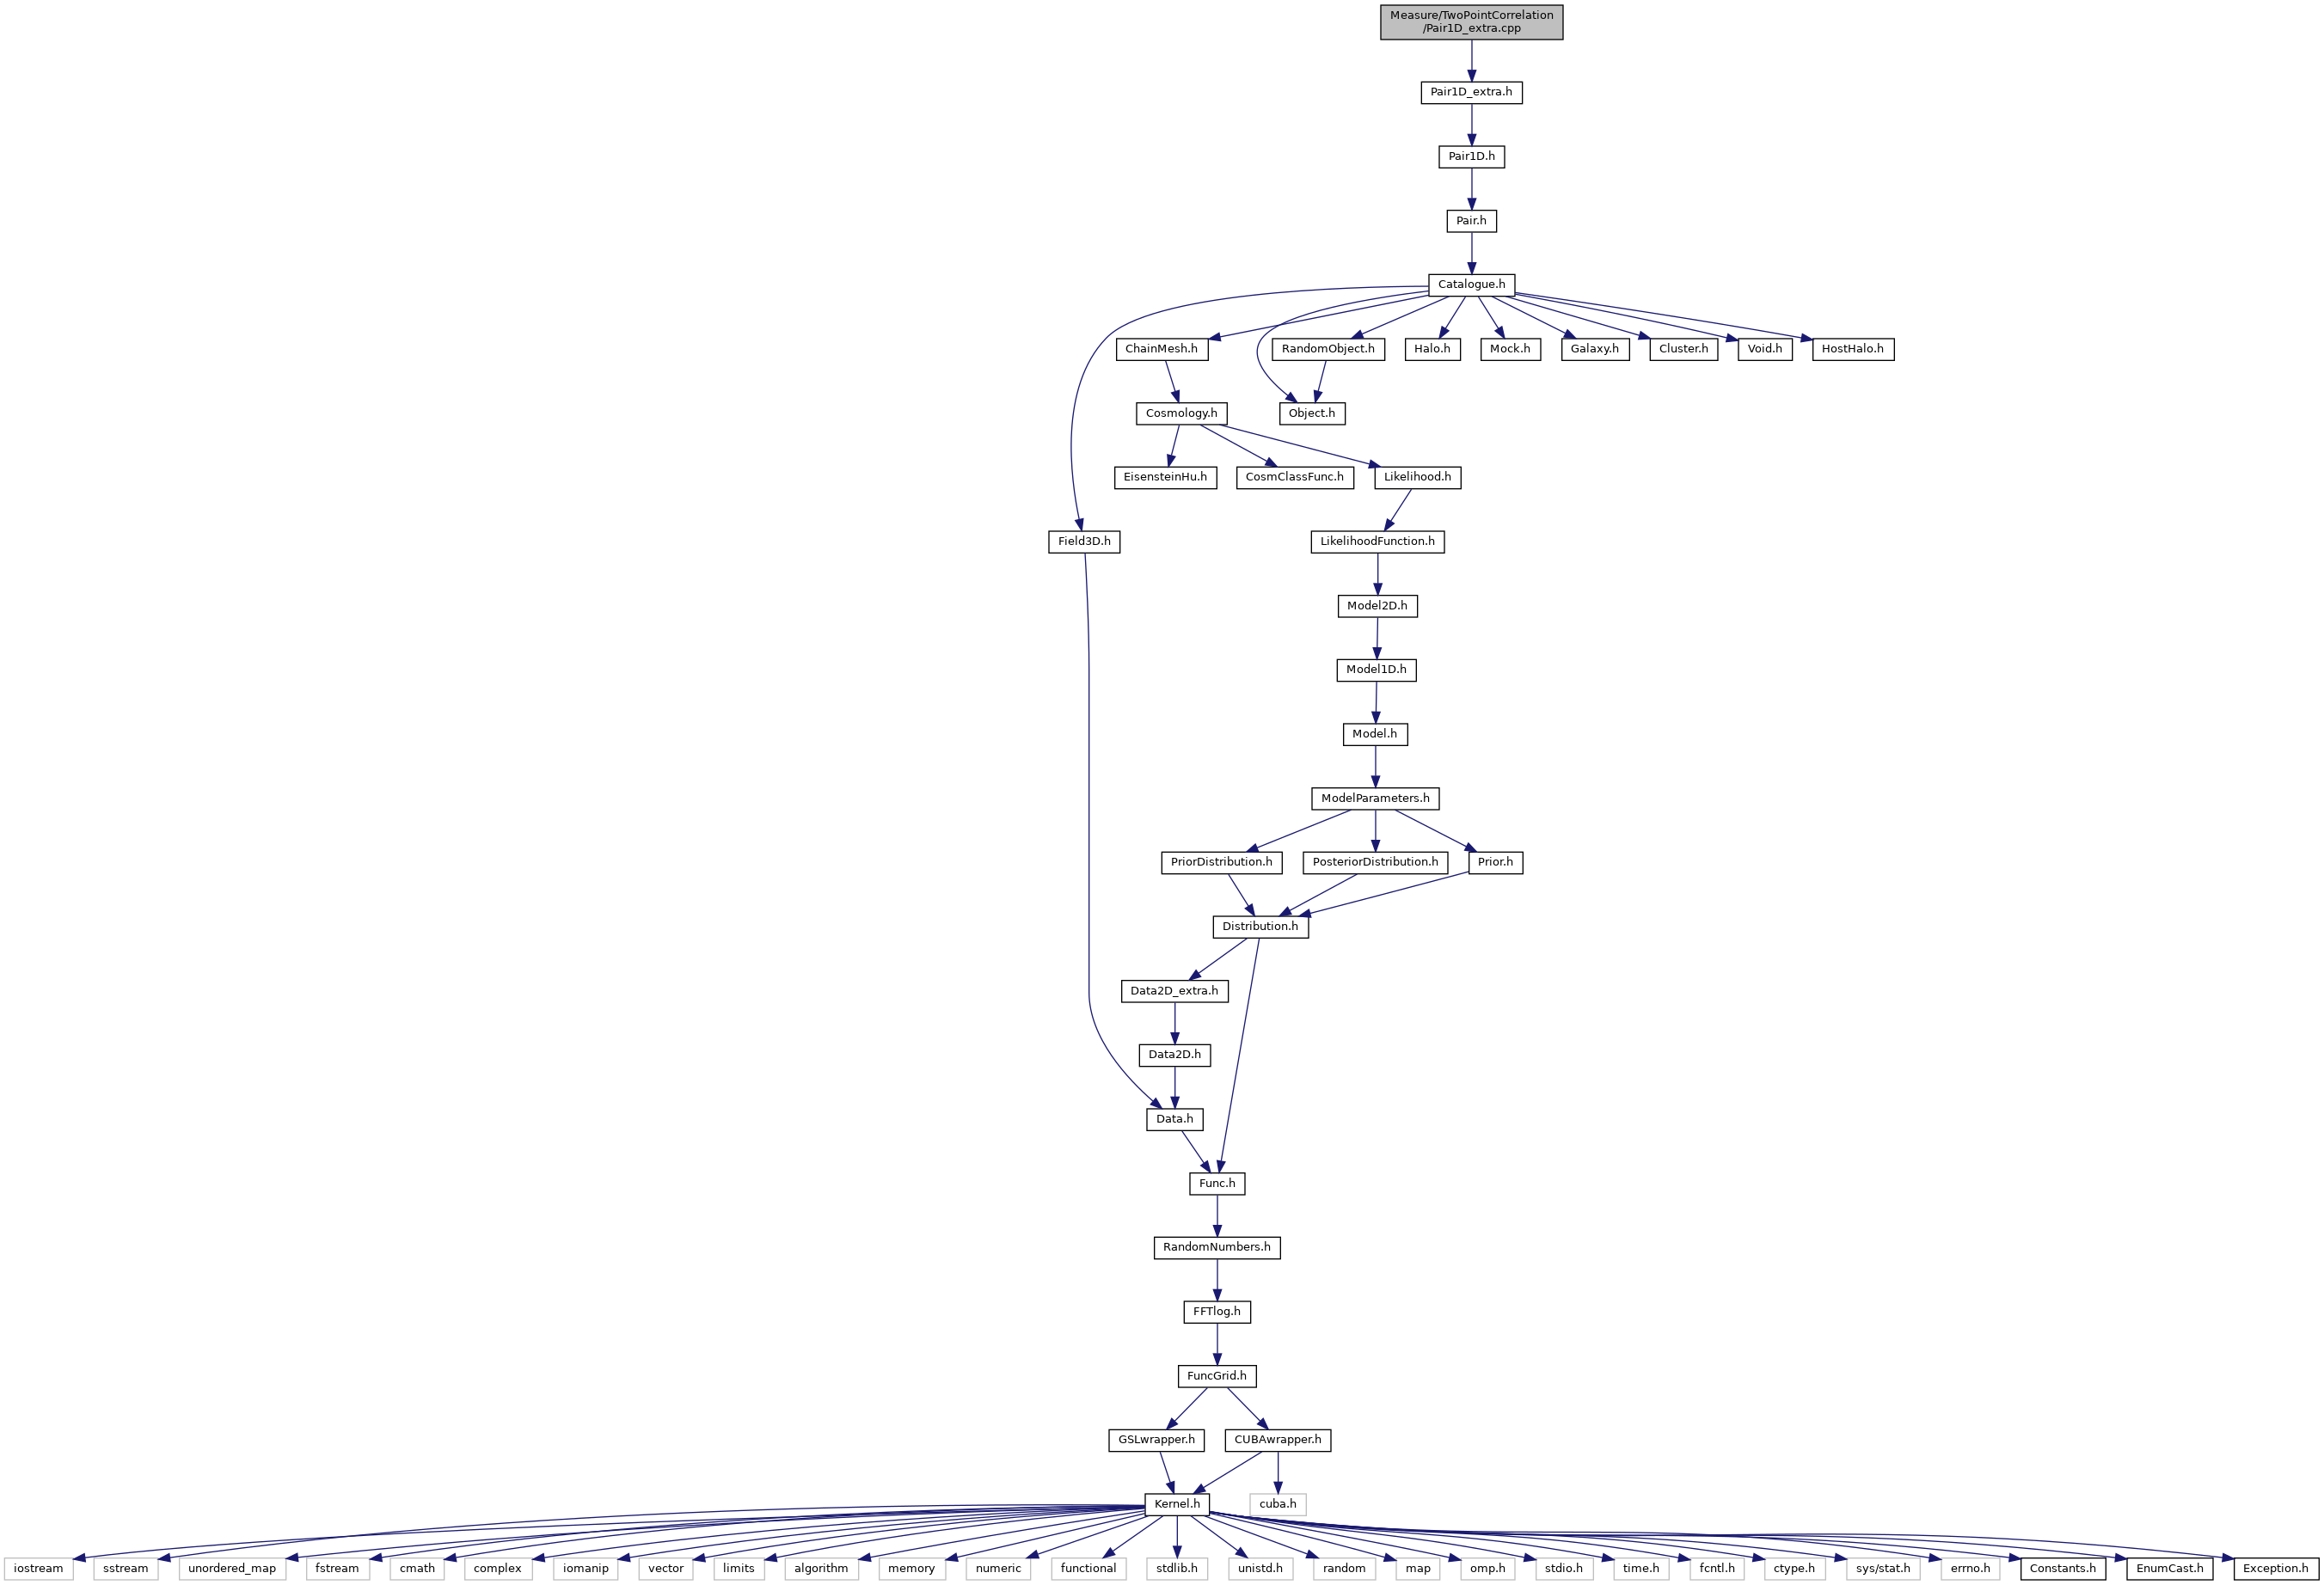 Measure/TwoPointCorrelation
/Pair1D_extra.cpp
Pair1D_extra.h
Pair1D.h
Pair.h
Catalogue.h
ChainMesh.h
RandomObject.h
Halo.h
Mock.h
Galaxy.h
Cluster.h
Void.h
HostHalo.h
Cosmology.h
Object.h
EisensteinHu.h
CosmClassFunc.h
Likelihood.h
Field3D.h
LikelihoodFunction.h
Model2D.h
Model1D.h
Model.h
ModelParameters.h
PriorDistribution.h
PosteriorDistribution.h
Prior.h
Distribution.h
Data2D_extra.h
Data2D.h
Data.h
Func.h
RandomNumbers.h
FFTlog.h
FuncGrid.h
GSLwrapper.h
CUBAwrapper.h
Kernel.h
cuba.h
iostream
sstream
unordered_map
fstream
cmath
complex
iomanip
vector
limits
algorithm
memory
numeric
functional
stdlib.h
unistd.h
random
map
omp.h
stdio.h
time.h
fcntl.h
ctype.h
sys/stat.h
errno.h
Constants.h
EnumCast.h
Exception.h